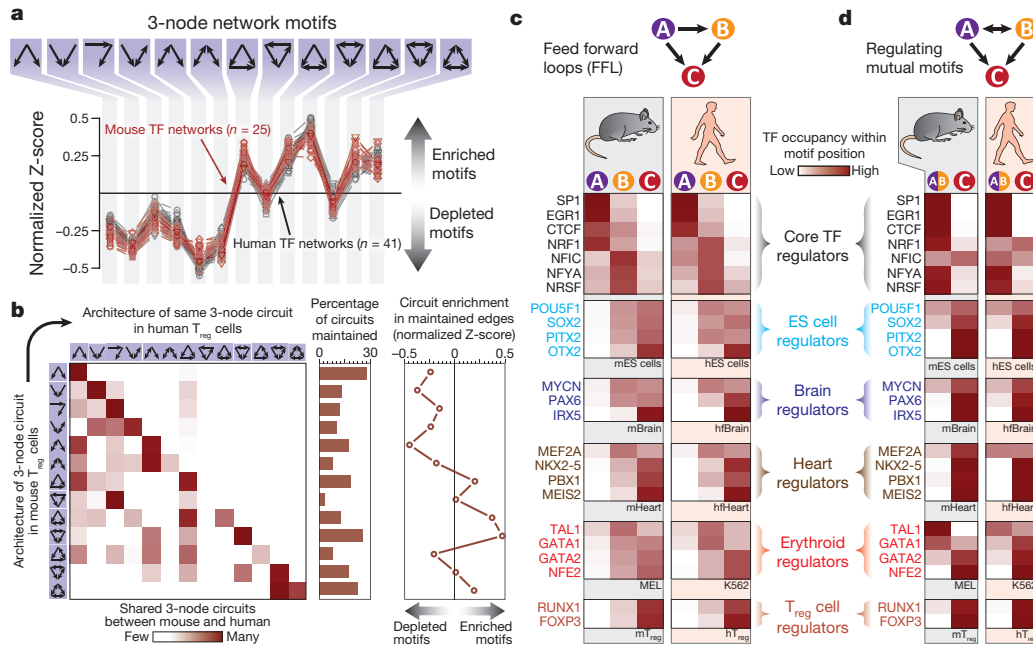 a
3-node network motifs
Normalized Z-score
0.5
0.25
0
−0.25
−0.5
Mouse TF networks (n = 25)
Human TF networks (n = 41)
Enriched
motifs
Depleted
motifs
b
Architecture of same 3-node circuit
in human Treg cells
Architecture of 3-node circuit
in mouse Treg cells
Shared 3-node circuits
between mouse and human
Few
Many
Percentage
of circuits
maintained
0
30
Circuit enrichment
in maintained edges
(normalized Z-score)
−0.5
0
0.5
Depleted
motifs
Enriched
motifs
c
Feed forward
loops (FFL)
A
B
C
TF occupancy within
motif position
Low
High
A B C
A B C
SP1
EGR1
CTCF
NRF1
NFIC
NFYA
NRSF
Core TF
regulators
POU5F1
SOX2
PITX2
OTX2
mES cells
hES cells
ES cell
regulators
MYCN
PAX6
IRX5
mBrain
hfBrain
Brain
regulators
MEF2A
NKX2-5
PBX1
MEIS2
mHeart
hfHeart
Heart
regulators
TAL1
GATA1
GATA2
NFE2
MEL
K562
Erythroid
regulators
RUNX1
FOXP3
mTreg
hTreg
Treg cell
regulators
d
Regulating
mutual motifs
A
B
C
A B C
A B C
SP1
EGR1
CTCF
NRF1
NFIC
NFYA
NRSF
POU5F1
SOX2
PITX2
OTX2
mES cells
hES cells
MYCN
PAX6
IRX5
mBrain
hfBrain
MEF2A
NKX2-5
PBX1
MEIS2
mHeart
hfHeart
TAL1
GATA1
GATA2
NFE2
MEL
K562
RUNX1
FOXP3
mTreg
hTreg